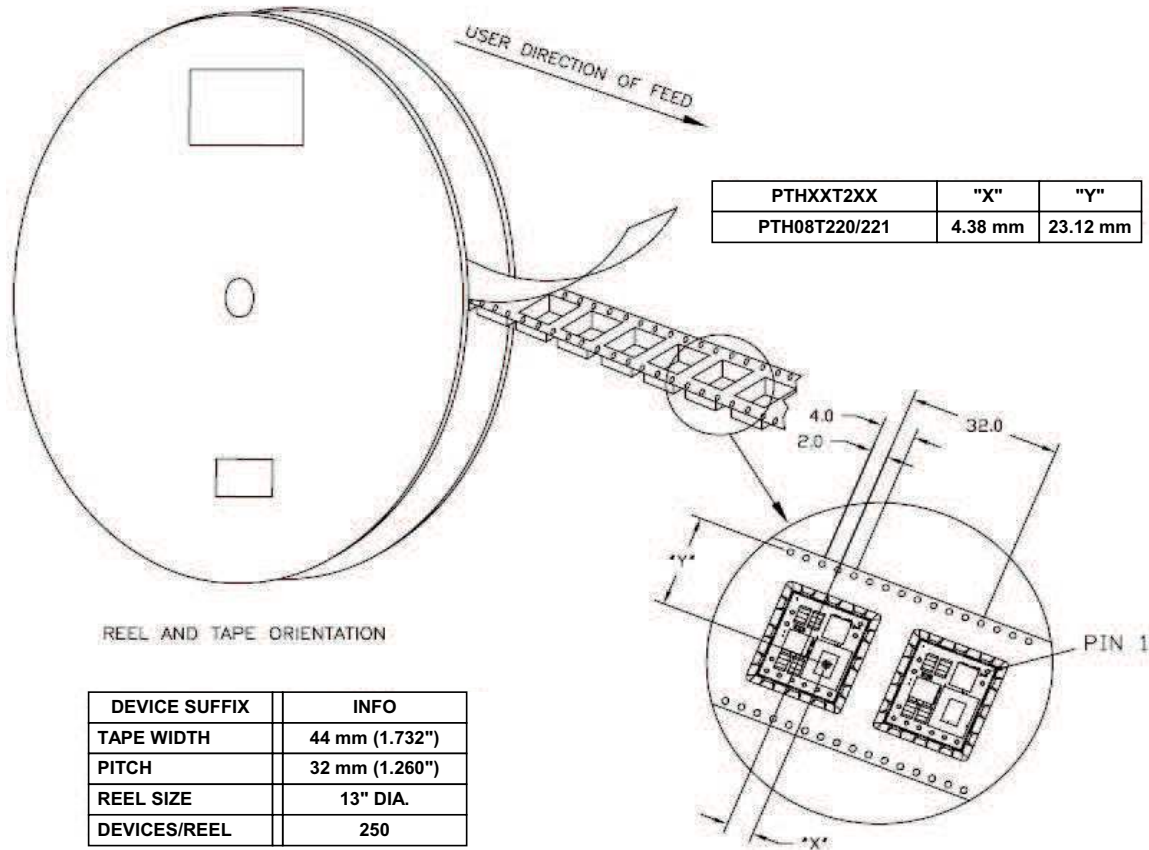 USER DIRECTION OF FEED
PTHXXT2XX "X" "Y"
PTH08T220/221 4.38 mm 23.12 mm
4.0
2.0
32.0
"Y"
PIN 1
"X"
REEL AND TAPE ORIENTATION
DEVICE SUFFIX INFO
TAPE WIDTH 44 mm (1.732")
PITCH 32 mm (1.260")
REEL SIZE 13" DIA.
DEVICES/REEL 250